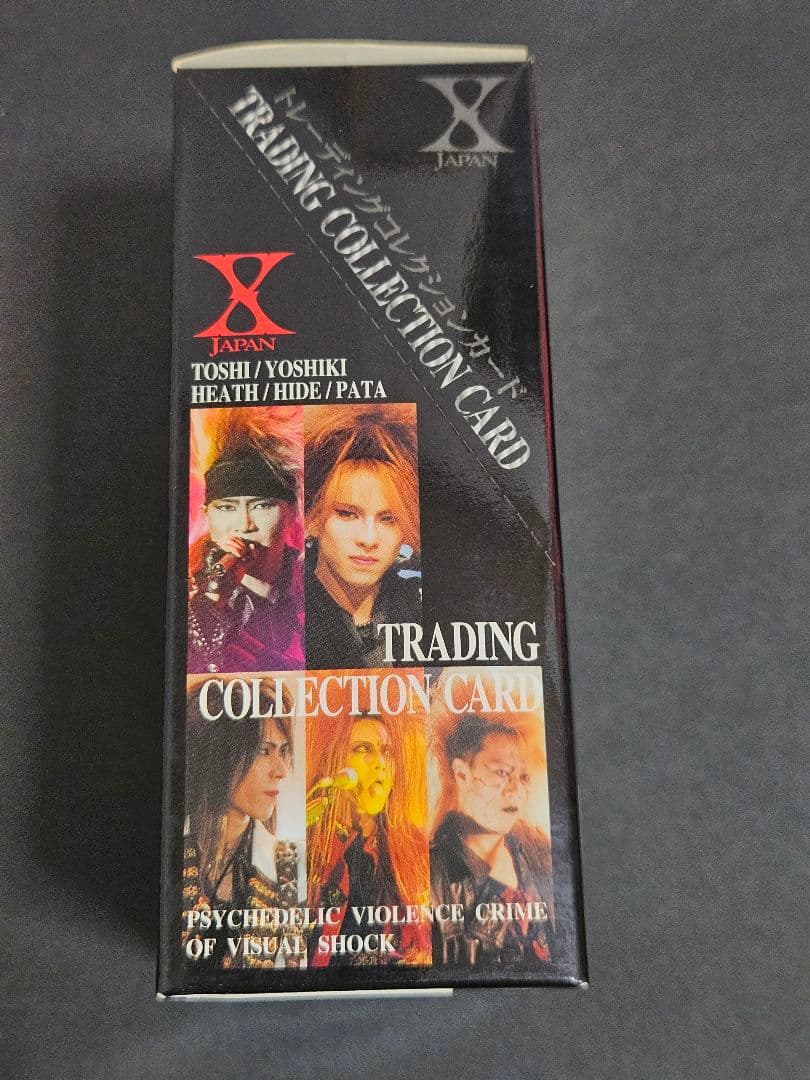 X
JAPAN
トレーディングコレクションカード
TRADING COLLECTION CARD
X
JAPAN
TOSHI / YOSHIKI
HEATH / HIDE / PATA
TRADING
COLLECTION CARD
PSYCHEDELIC VIOLENCE CRIME
OF VISUAL SHOCK